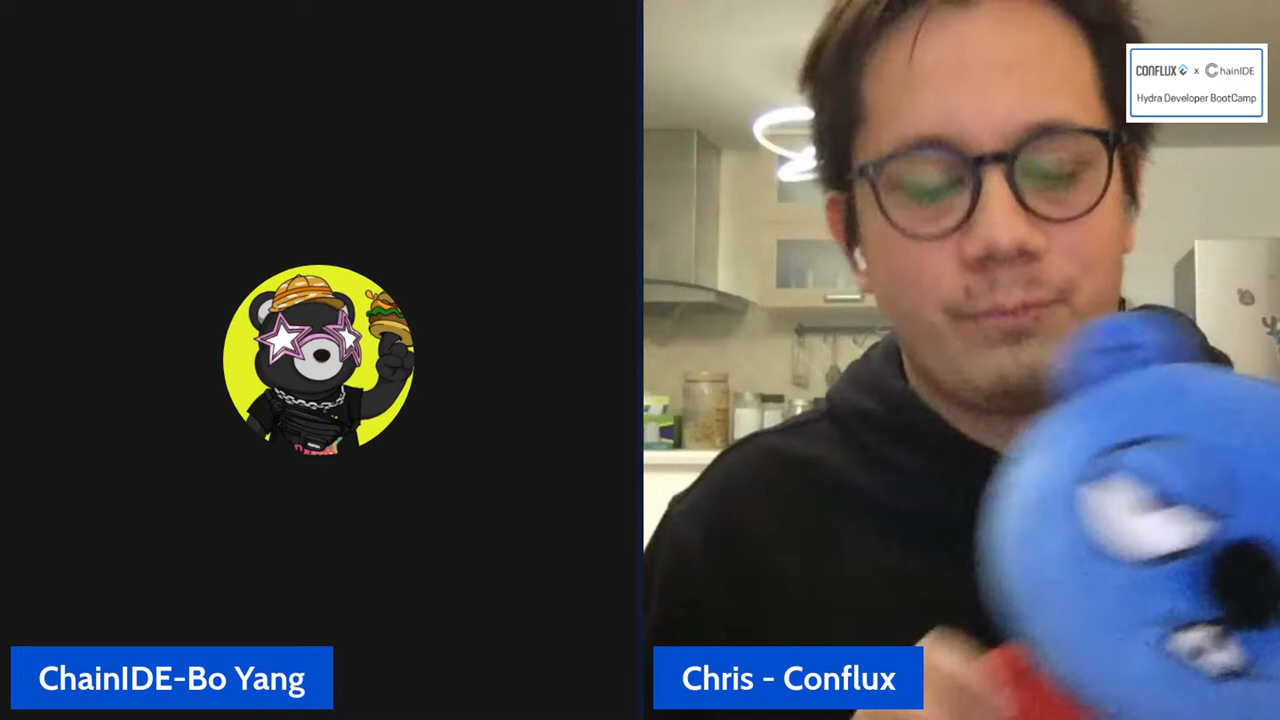 CONFLUX x ChainIDE
Hydra Developer BootCamp
ChainIDE-Bo Yang
Chris - Conflux